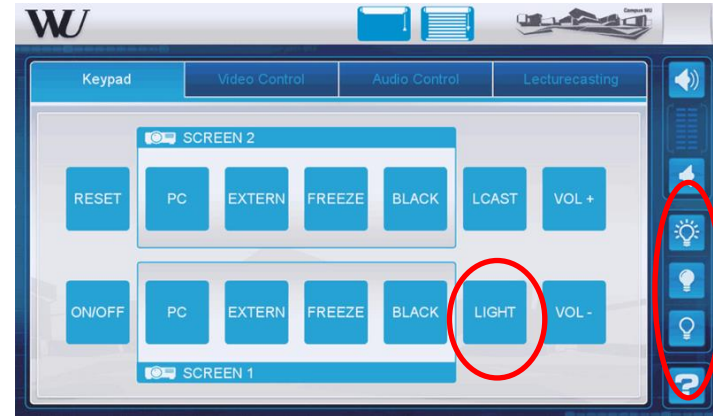 WU
Campus WU
Keypad Video Control Audio Control Lecturecasting
SCREEN 2
RESET PC EXTERN FREEZE BLACK LCAST VOL +
ON/OFF PC EXTERN FREEZE BLACK LIGHT VOL -
SCREEN 1
?